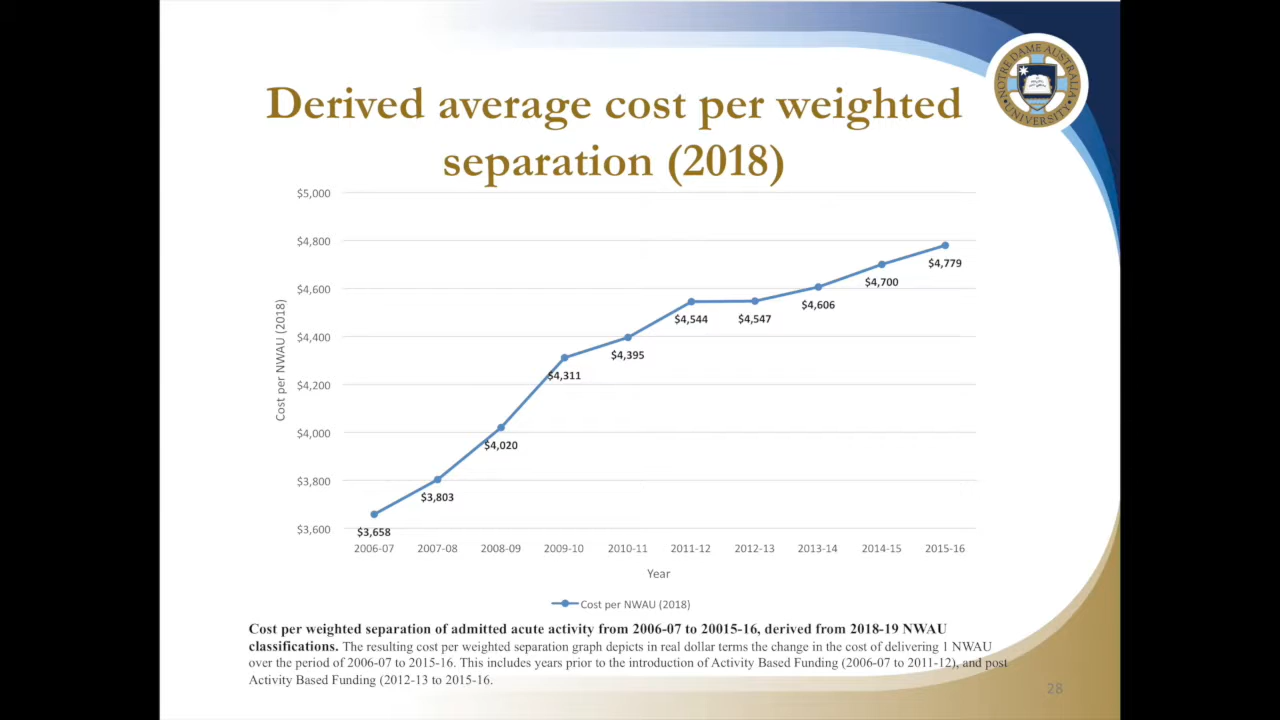 NOTRE DAME AUSTRALIA
UNIVERSITY
Derived average cost per weighted
separation (2018)
$5,000
$4,800
$4,600
$4,400
$4,200
$4,000
$3,800
$3,600
Cost per NWAU (2018)
$3,658
$3,803
$4,020
$4,311
$4,395
$4,544
$4,547
$4,606
$4,700
$4,779
2006-07 2007-08 2008-09 2009-10 2010-11 2011-12 2012-13 2013-14 2014-15 2015-16
Year
Cost per NWAU (2018)
Cost per weighted separation of admitted acute activity from 2006-07 to 20015-16, derived from 2018-19 NWAU
classifications. The resulting cost per weighted separation graph depicts in real dollar terms the change in the cost of delivering 1 NWAU
over the period of 2006-07 to 2015-16. This includes years prior to the introduction of Activity Based Funding (2006-07 to 2011-12), and post
Activity Based Funding (2012-13 to 2015-16.
28